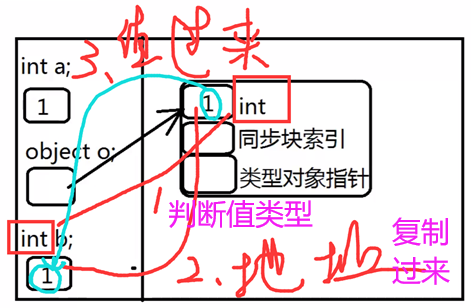 int a;
1
object o;
int b;
1
3、值过来
1 int
同步块索引
类型对象指针
1
判断值类型
2、地址
复制
过来